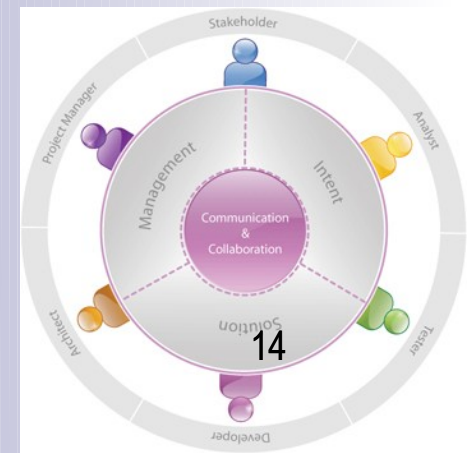 Stakeholder
Project Manager
Analyst
Management
Intent
Communication
&
Collaboration
Solution
14
Architect
Tester
Developer